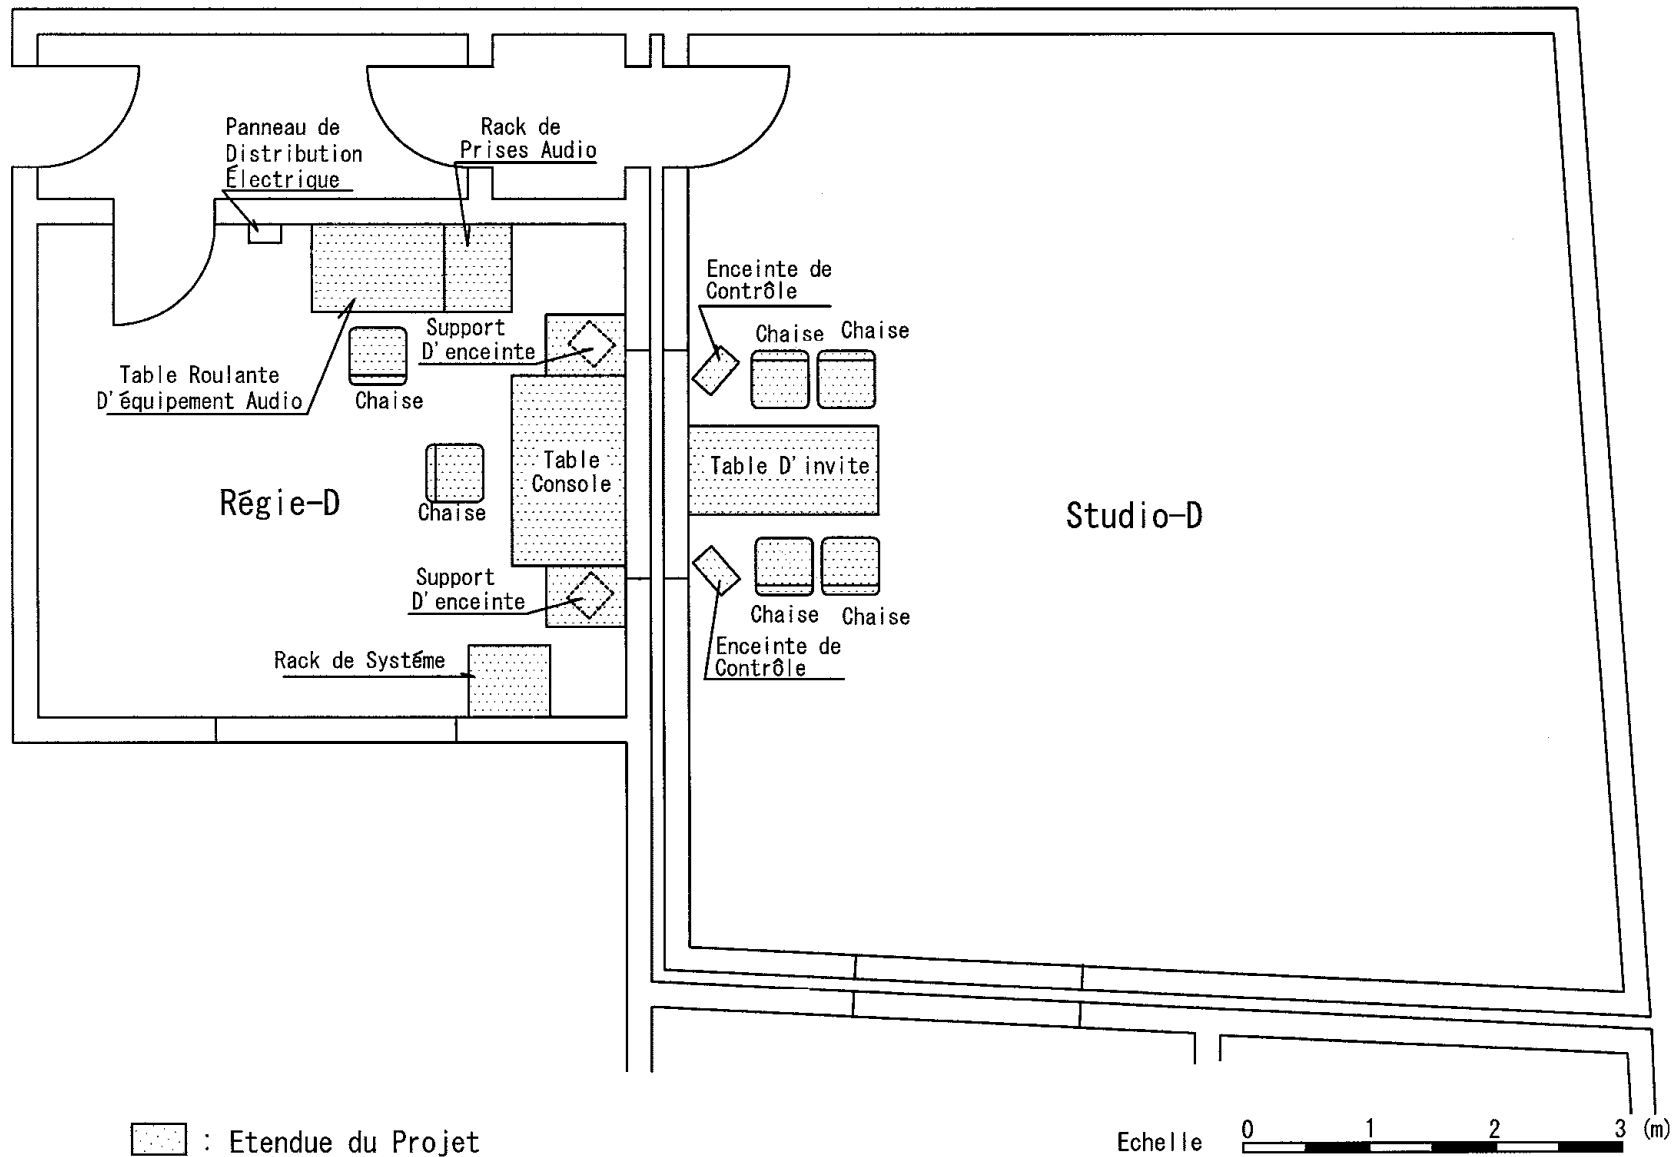 Panneau de
Distribution
Électrique
Rack de
Prises Audio
Enceinte de
Contrôle
Chaise
Chaise
Support
D'enceinte
Table Roulante
D'équipement Audio
Chaise
Table
Console
Table D'invite
Régie-D
Chaise
Studio-D
Support
D'enceinte
Chaise
Chaise
Enceinte de
Contrôle
Rack de Systéme
: Etendue du Projet
Echelle
0 1 2 3 (m)